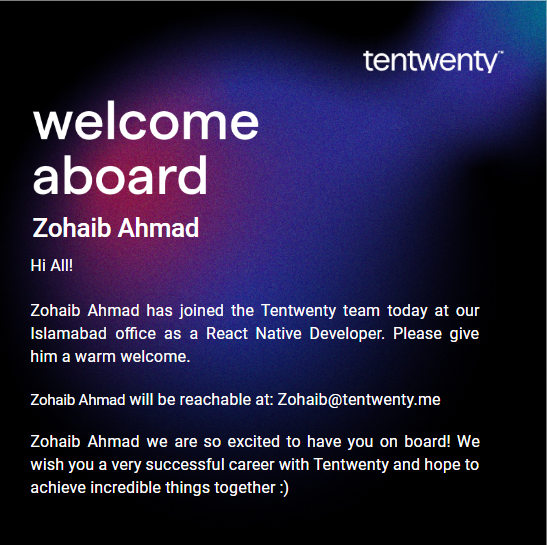 tentwenty™
welcome
aboard
Zohaib Ahmad
Hi All!
Zohaib Ahmad has joined the Tentwenty team today at our
Islamabad office as a React Native Developer. Please give
him a warm welcome.
Zohaib Ahmad will be reachable at: Zohaib@tentwenty.me
Zohaib Ahmad we are so excited to have you on board! We
wish you a very successful career with Tentwenty and hope to
achieve incredible things together :)